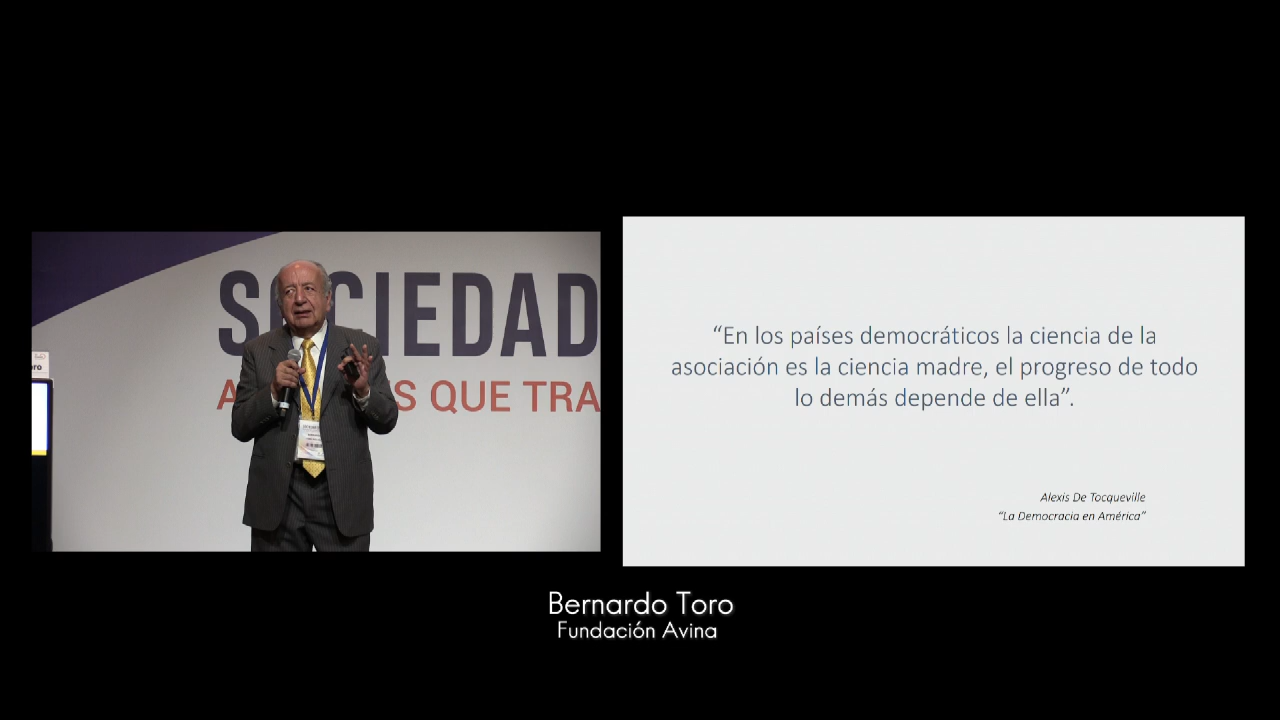 SOCIEDAD
QUE TRA
“En los países democráticos la ciencia de la
asociación es la ciencia madre, el progreso de todo
lo demás depende de ella”.
Alexis De Tocqueville
“La Democracia en América”
Bernardo Toro
Fundación Avina